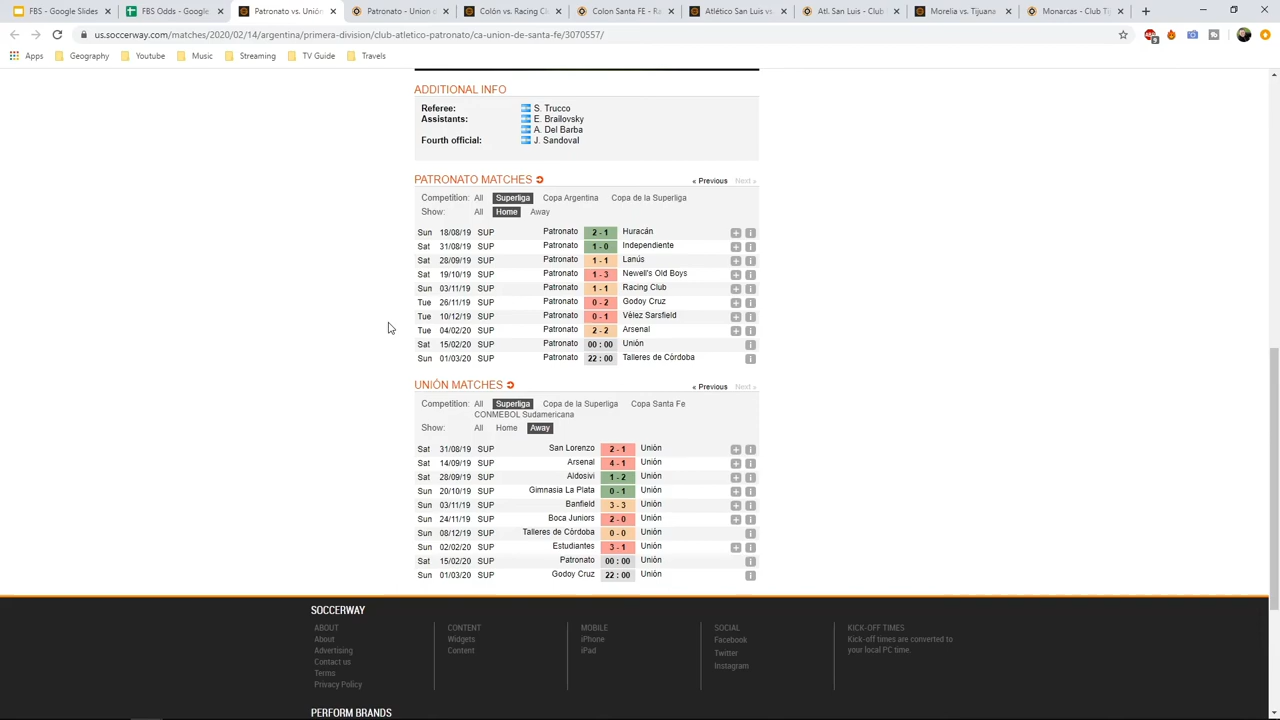 FBS - Google Slides
FBS Odds - Google
Patronato vs. Unión
Patronato - Union d
Colón vs. Racing Cl
Colon Santa FE - Ra
Atlético San Luis vs
Atl. San Luis - Club
Morelia vs. Tijuana
Monarcas - Club Ti
us.soccerway.com/matches/2020/02/14/argentina/primera-division/club-atletico-patronato/ca-union-de-santa-fe/3070557/
Apps Geography Youtube Music Streaming TV Guide Travels
ADDITIONAL INFO
Referee: S. Trucco
Assistants: E. Brailovsky
A. Del Barba
Fourth official: J. Sandoval
PATRONATO MATCHES
« Previous Next »
Competition: All Superliga Copa Argentina Copa de la Superliga
Show: All Home Away
Sun 18/08/19 SUP Patronato 2 - 1 Huracán
Sat 31/08/19 SUP Patronato 1 - 0 Independiente
Sat 28/09/19 SUP Patronato 1 - 1 Lanús
Sat 19/10/19 SUP Patronato 1 - 3 Newell's Old Boys
Sun 03/11/19 SUP Patronato 1 - 1 Racing Club
Tue 26/11/19 SUP Patronato 0 - 2 Godoy Cruz
Tue 10/12/19 SUP Patronato 0 - 1 Vélez Sarsfield
Tue 04/02/20 SUP Patronato 2 - 2 Arsenal
Sat 15/02/20 SUP Patronato 00 : 00 Unión
Sun 01/03/20 SUP Patronato 22 : 00 Talleres de Córdoba
UNIÓN MATCHES
« Previous Next »
Competition: All Superliga Copa de la Superliga Copa Santa Fe
CONMEBOL Sudamericana
Show: All Home Away
Sat 31/08/19 SUP San Lorenzo 2 - 1 Unión
Sat 14/09/19 SUP Arsenal 4 - 1 Unión
Sat 28/09/19 SUP Aldosivi 1 - 2 Unión
Sun 20/10/19 SUP Gimnasia La Plata 0 - 1 Unión
Sun 03/11/19 SUP Banfield 3 - 3 Unión
Sun 24/11/19 SUP Boca Juniors 2 - 0 Unión
Sun 08/12/19 SUP Talleres de Córdoba 0 - 0 Unión
Sun 02/02/20 SUP Estudiantes 3 - 1 Unión
Sat 15/02/20 SUP Patronato 00 : 00 Unión
Sun 01/03/20 SUP Godoy Cruz 22 : 00 Unión
SOCCERWAY
ABOUT
About
Advertising
Contact us
Terms
Privacy Policy
CONTENT
Widgets
Content
MOBILE
iPhone
iPad
SOCIAL
Facebook
Twitter
Instagram
KICK-OFF TIMES
Kick-off times are converted to
your local PC time.
PERFORM BRANDS